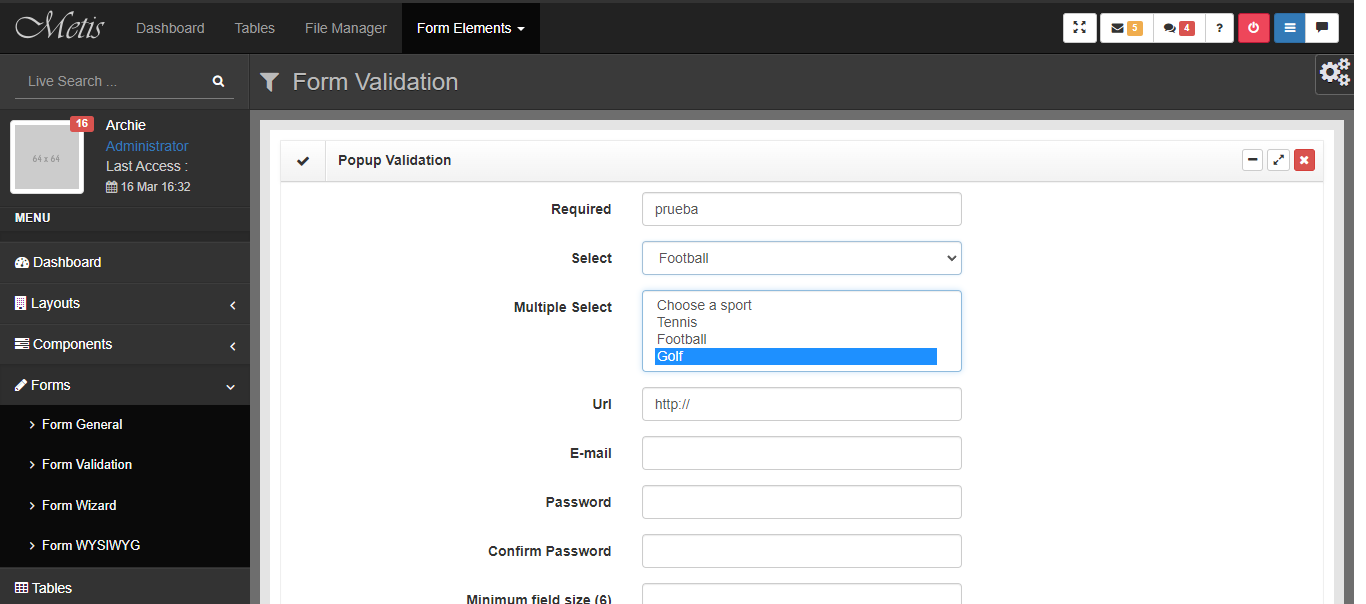 Metis
Dashboard
Tables
File Manager
Form Elements
5
4
?
Live Search ...
Form Validation
64 x 64
16
Archie
Administrator
Last Access :
16 Mar 16:32
MENU
Dashboard
Layouts
Components
Forms
Form General
Form Validation
Form Wizard
Form WYSIWYG
Tables
Popup Validation
Required
prueba
Select
Football
Multiple Select
Choose a sport
Tennis
Football
Golf
Url
http://
E-mail
Password
Confirm Password
Minimum field size (6)